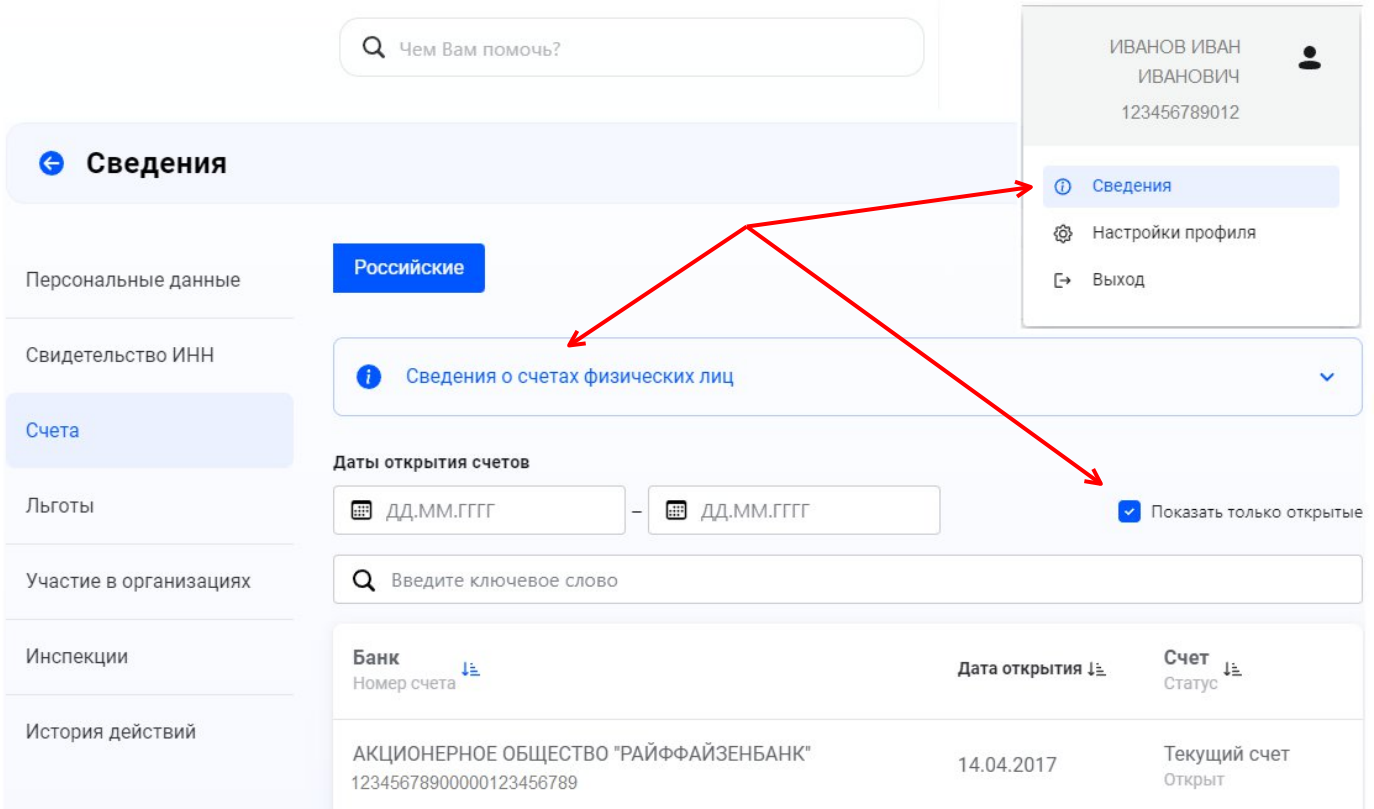 Чем Вам помочь?
ИВАНОВ ИВАН
ИВАНОВИЧ
123456789012
Сведения
Сведения
Настройки профиля
Выход
Персональные данные
Свидетельство ИНН
Счета
Льготы
Участие в организациях
Инспекции
История действий
Российские
Сведения о счетах физических лиц
Даты открытия счетов
ДД.ММ.ГГГГ – ДД.ММ.ГГГГ
Показать только открытые
Введите ключевое слово
Банк
Номер счета
Дата открытия
Счет
Статус
АКЦИОНЕРНОЕ ОБЩЕСТВО "РАЙФФАЙЗЕНБАНК"
12345678900000123456789
14.04.2017
Текущий счет
Открыт